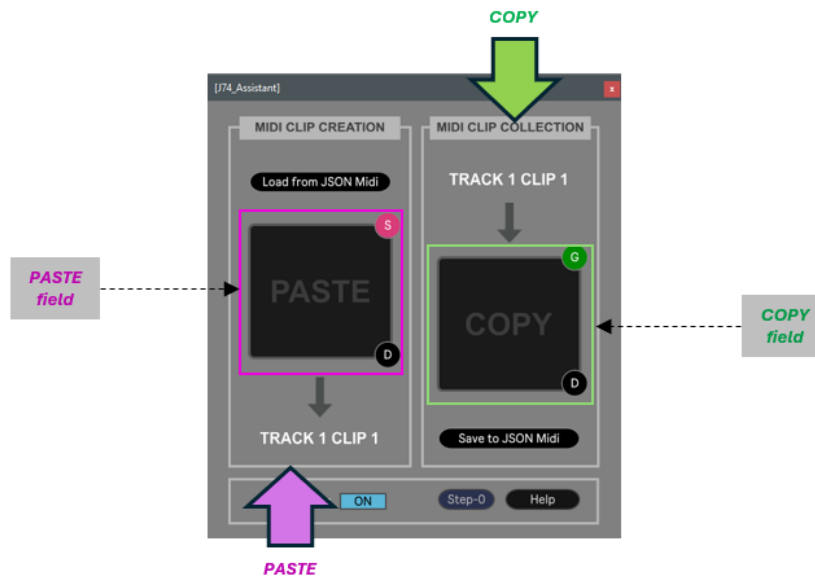 COPY
[J74_Assistant]
x
MIDI CLIP CREATION
MIDI CLIP COLLECTION
Load from JSON Midi
TRACK 1 CLIP 1
S
G
PASTE
field
PASTE
COPY
COPY
field
D
D
TRACK 1 CLIP 1
Save to JSON Midi
ON
Step-0
Help
PASTE